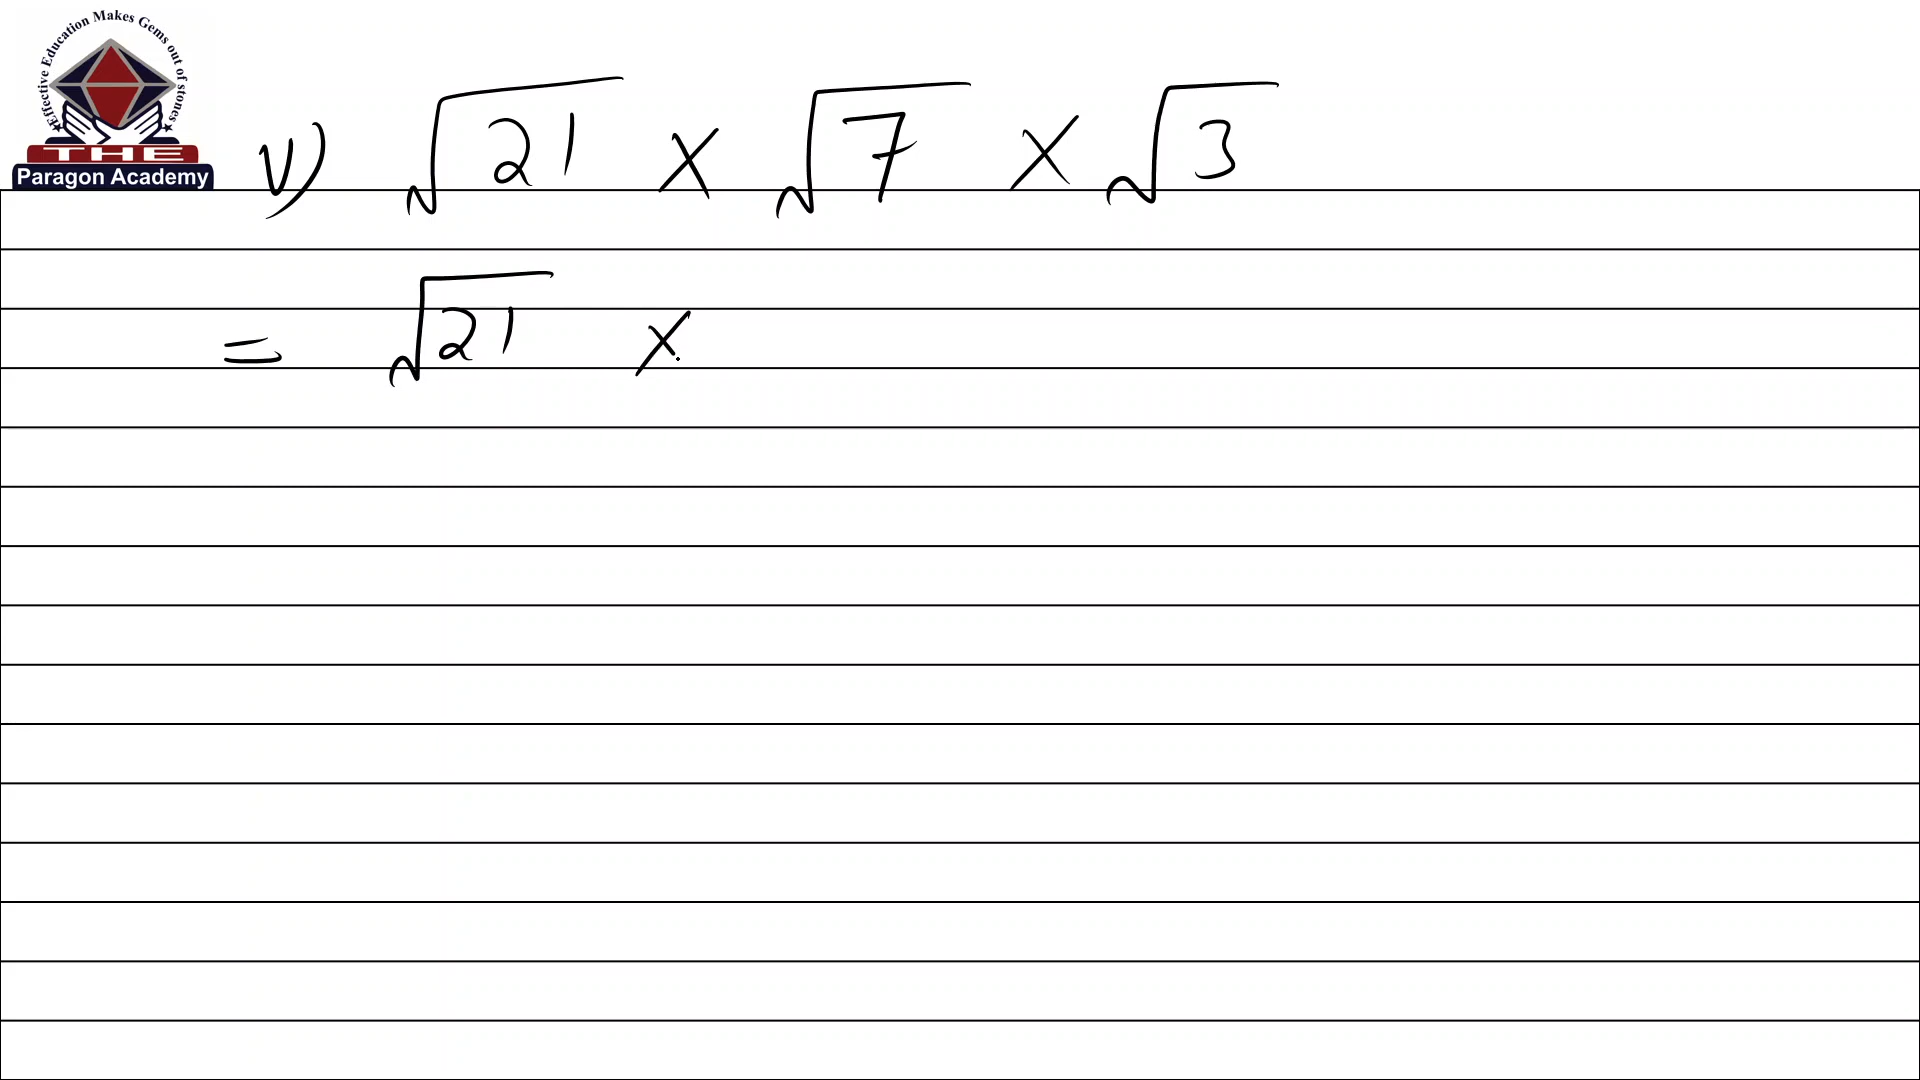 Effective Education Makes Gems out of stones
THE
Paragon Academy
v) √21 × √7 × √3
= √21 ×